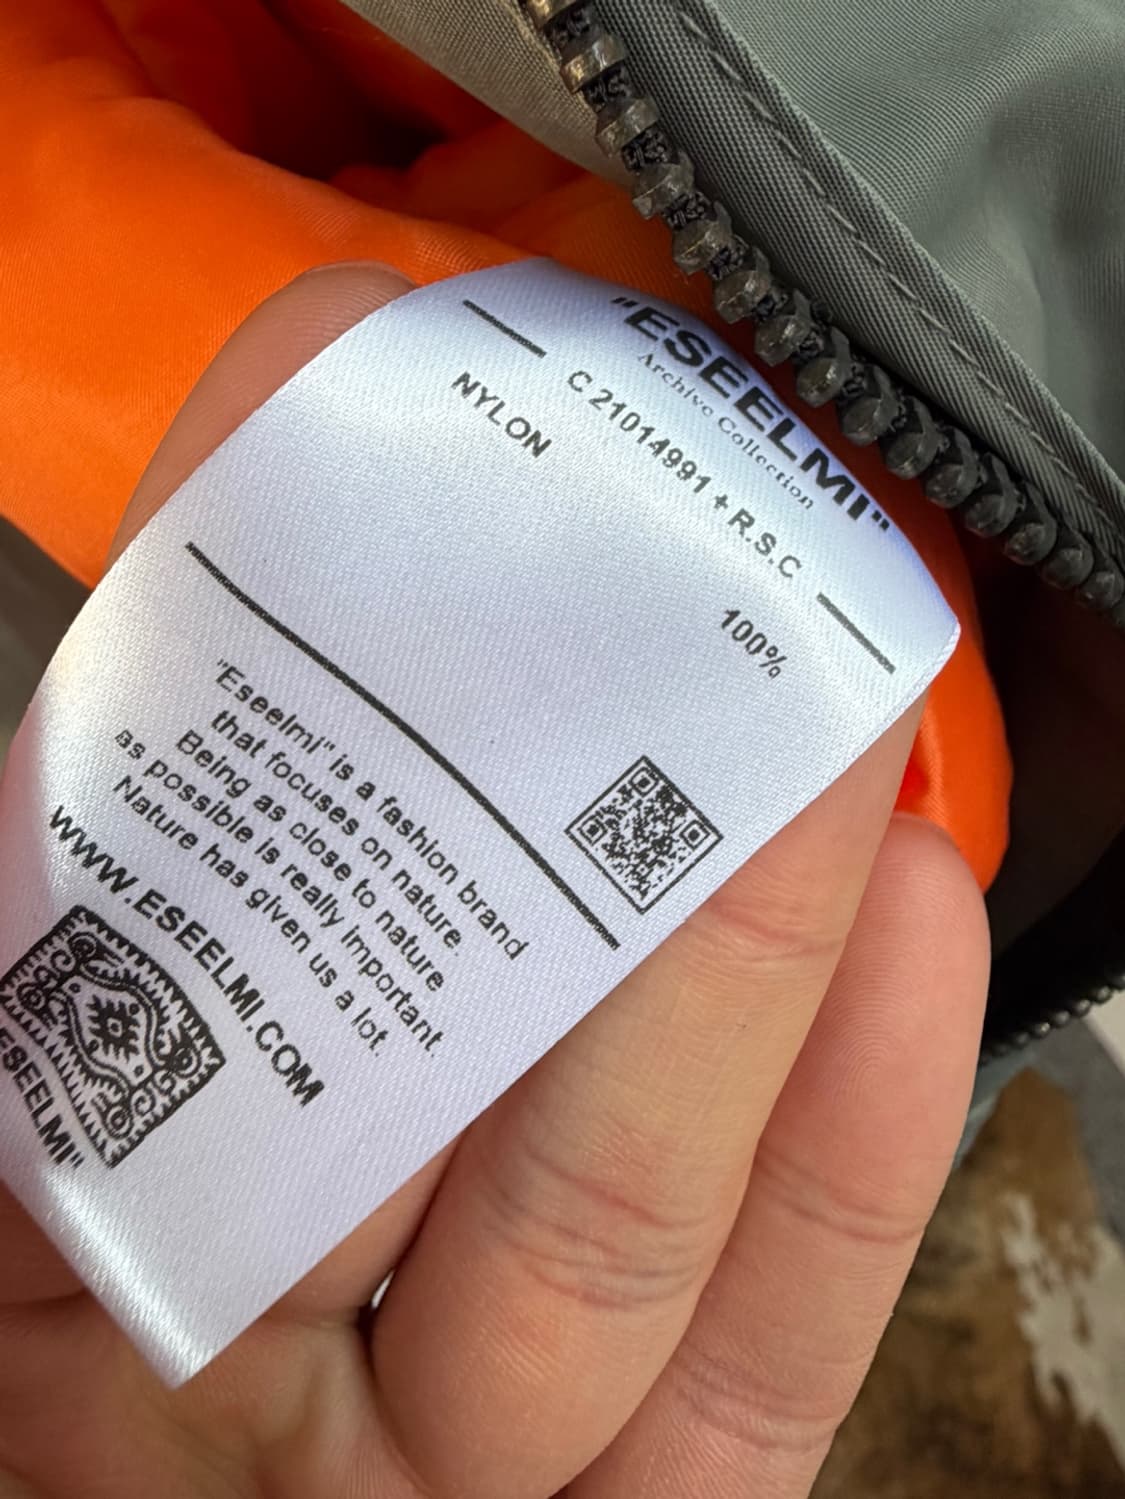 "ESEELMI"
Archive Collection
C 21014991 + R.S.C
NYLON 100%
"Eseelmi" is a fashion brand
that focuses on nature.
Being as close to nature
as possible is really important.
Nature has given us a lot.
WWW.ESEELMI.COM
ESEELMI"